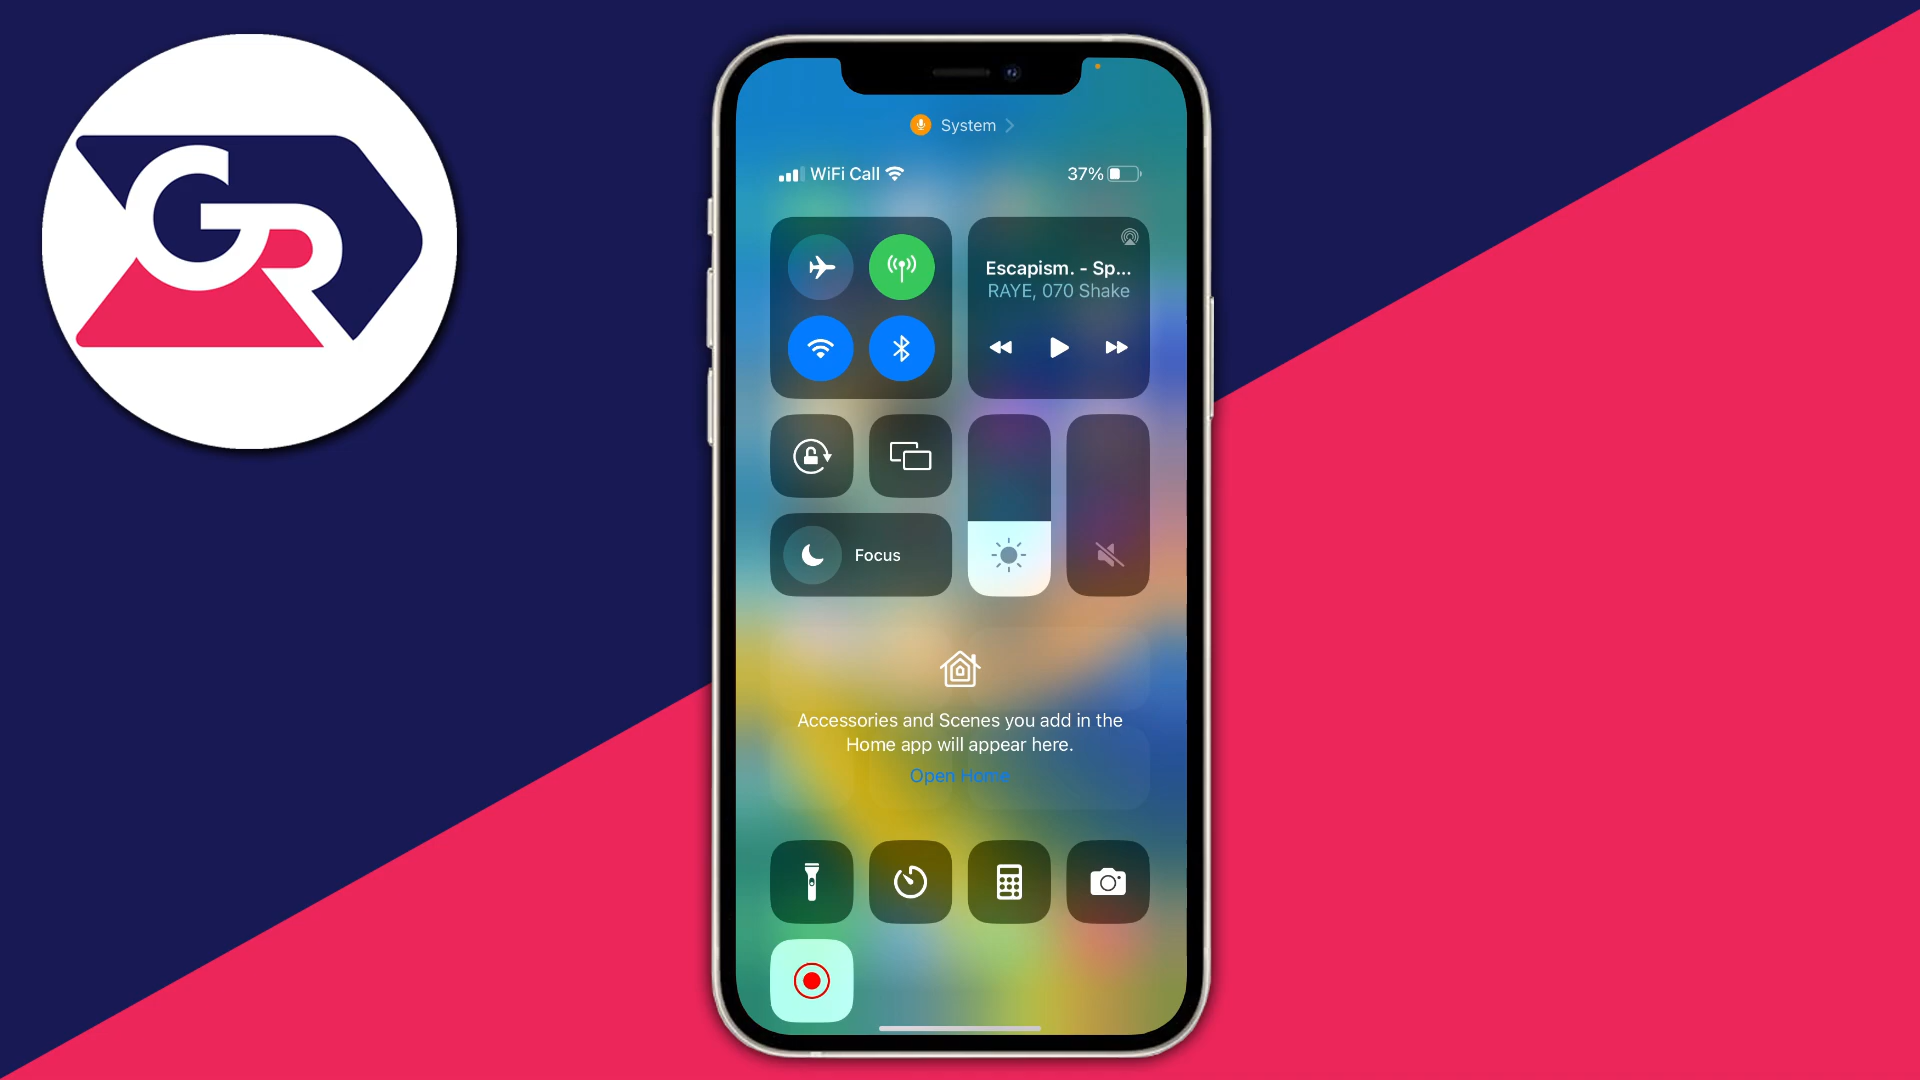 GR
System
WiFi Call
37%
Escapism. - Sp...
RAYE, 070 Shake
Focus
Accessories and Scenes you add in the
Home app will appear here.
Open Home